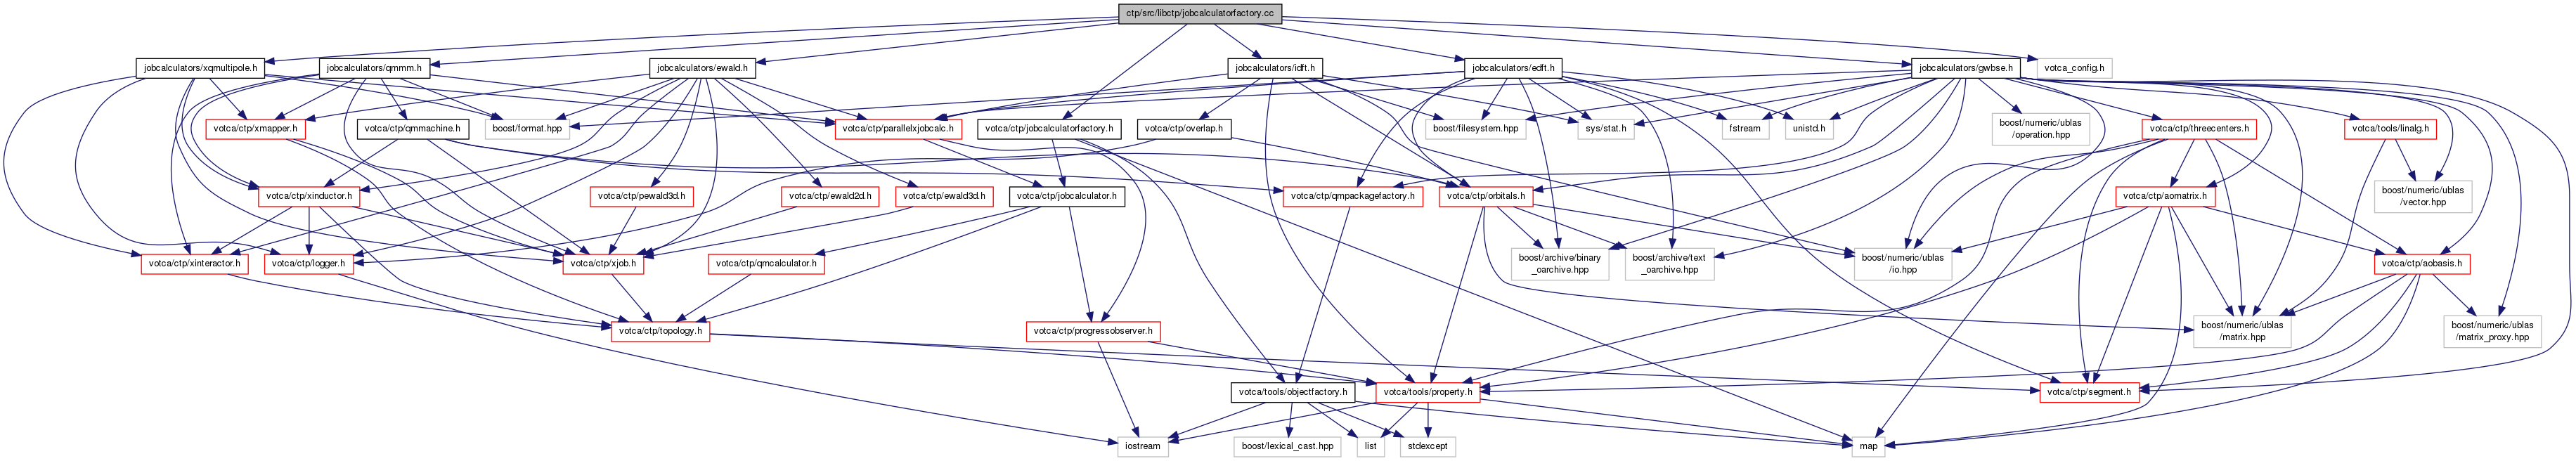 ctp/src/libctp/jobcalculatorfactory.cc
jobcalculators/xqmultipole.h
jobcalculators/qmmm.h
jobcalculators/ewald.h
jobcalculators/idft.h
jobcalculators/edft.h
jobcalculators/gwbse.h
votca_config.h
votca/ctp/xmapper.h
votca/ctp/qmmachine.h
boost/format.hpp
votca/ctp/parallelxjobcalc.h
votca/ctp/jobcalculatorfactory.h
votca/ctp/overlap.h
boost/filesystem.hpp
sys/stat.h
fstream
unistd.h
boost/numeric/ublas
/operation.hpp
votca/ctp/threecenters.h
votca/tools/linalg.h
votca/ctp/xinductor.h
votca/ctp/pewald3d.h
votca/ctp/ewald2d.h
votca/ctp/ewald3d.h
votca/ctp/jobcalculator.h
votca/ctp/qmpackagefactory.h
votca/ctp/orbitals.h
votca/ctp/aomatrix.h
boost/numeric/ublas
/vector.hpp
votca/ctp/xinteractor.h
votca/ctp/logger.h
votca/ctp/xjob.h
votca/ctp/qmcalculator.h
boost/archive/binary
_oarchive.hpp
boost/archive/text
_oarchive.hpp
boost/numeric/ublas
/io.hpp
votca/ctp/aobasis.h
votca/ctp/topology.h
votca/ctp/progressobserver.h
boost/numeric/ublas
/matrix.hpp
boost/numeric/ublas
/matrix_proxy.hpp
votca/tools/objectfactory.h
votca/tools/property.h
votca/ctp/segment.h
iostream
boost/lexical_cast.hpp
list
stdexcept
map